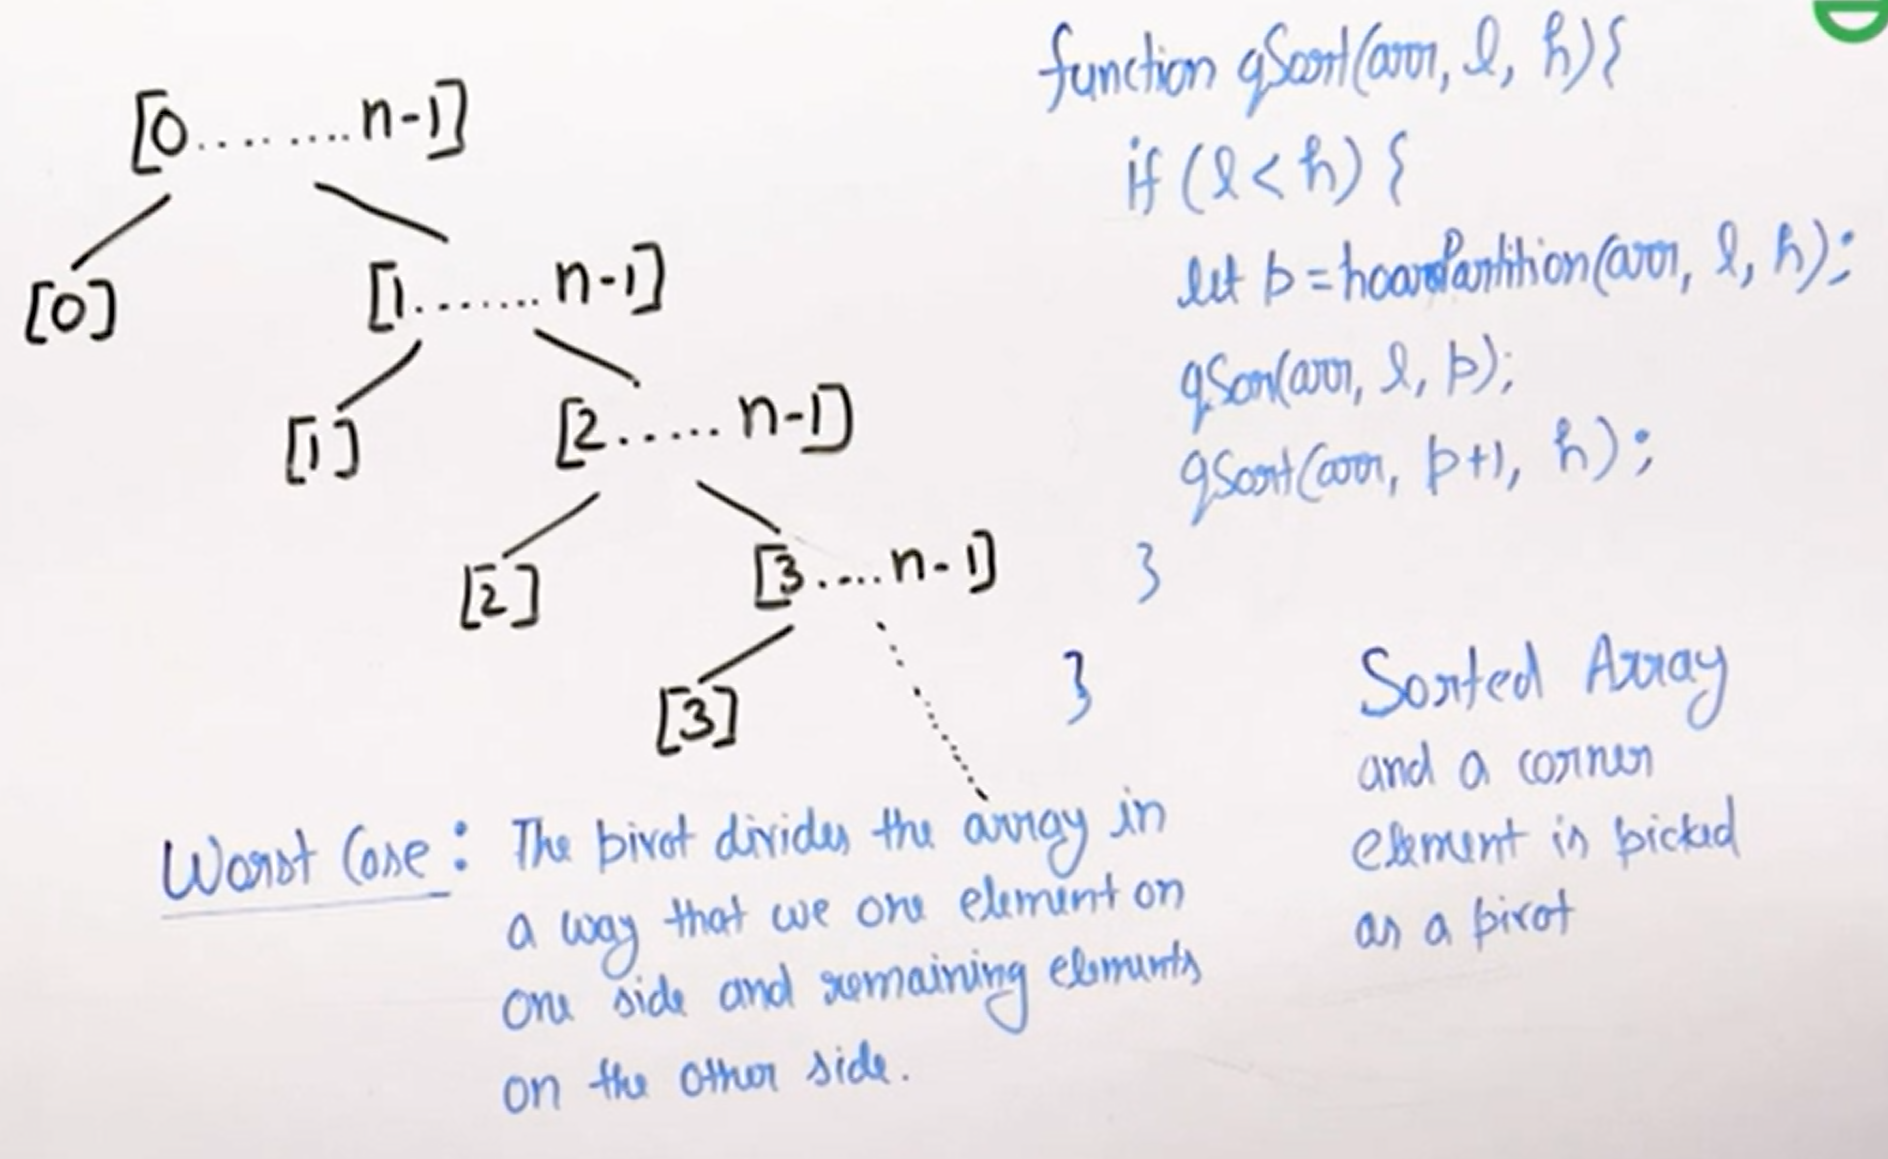 [0.........n-1]
[0]
[1.......n-1]
[1]
[2......n-1]
[2]
[3.....n-1]
[3]
function qSort(arr, l, h){
if (l < h) {
let p = hoarePartition(arr, l, h);
qSort(arr, l, p);
qSort(arr, p+1, h);
}
}
Worst Case: The pivot divides the array in
a way that we one element on
one side and remaining elements
on the other side.
Sorted Array
and a corner
element is picked
as a pivot